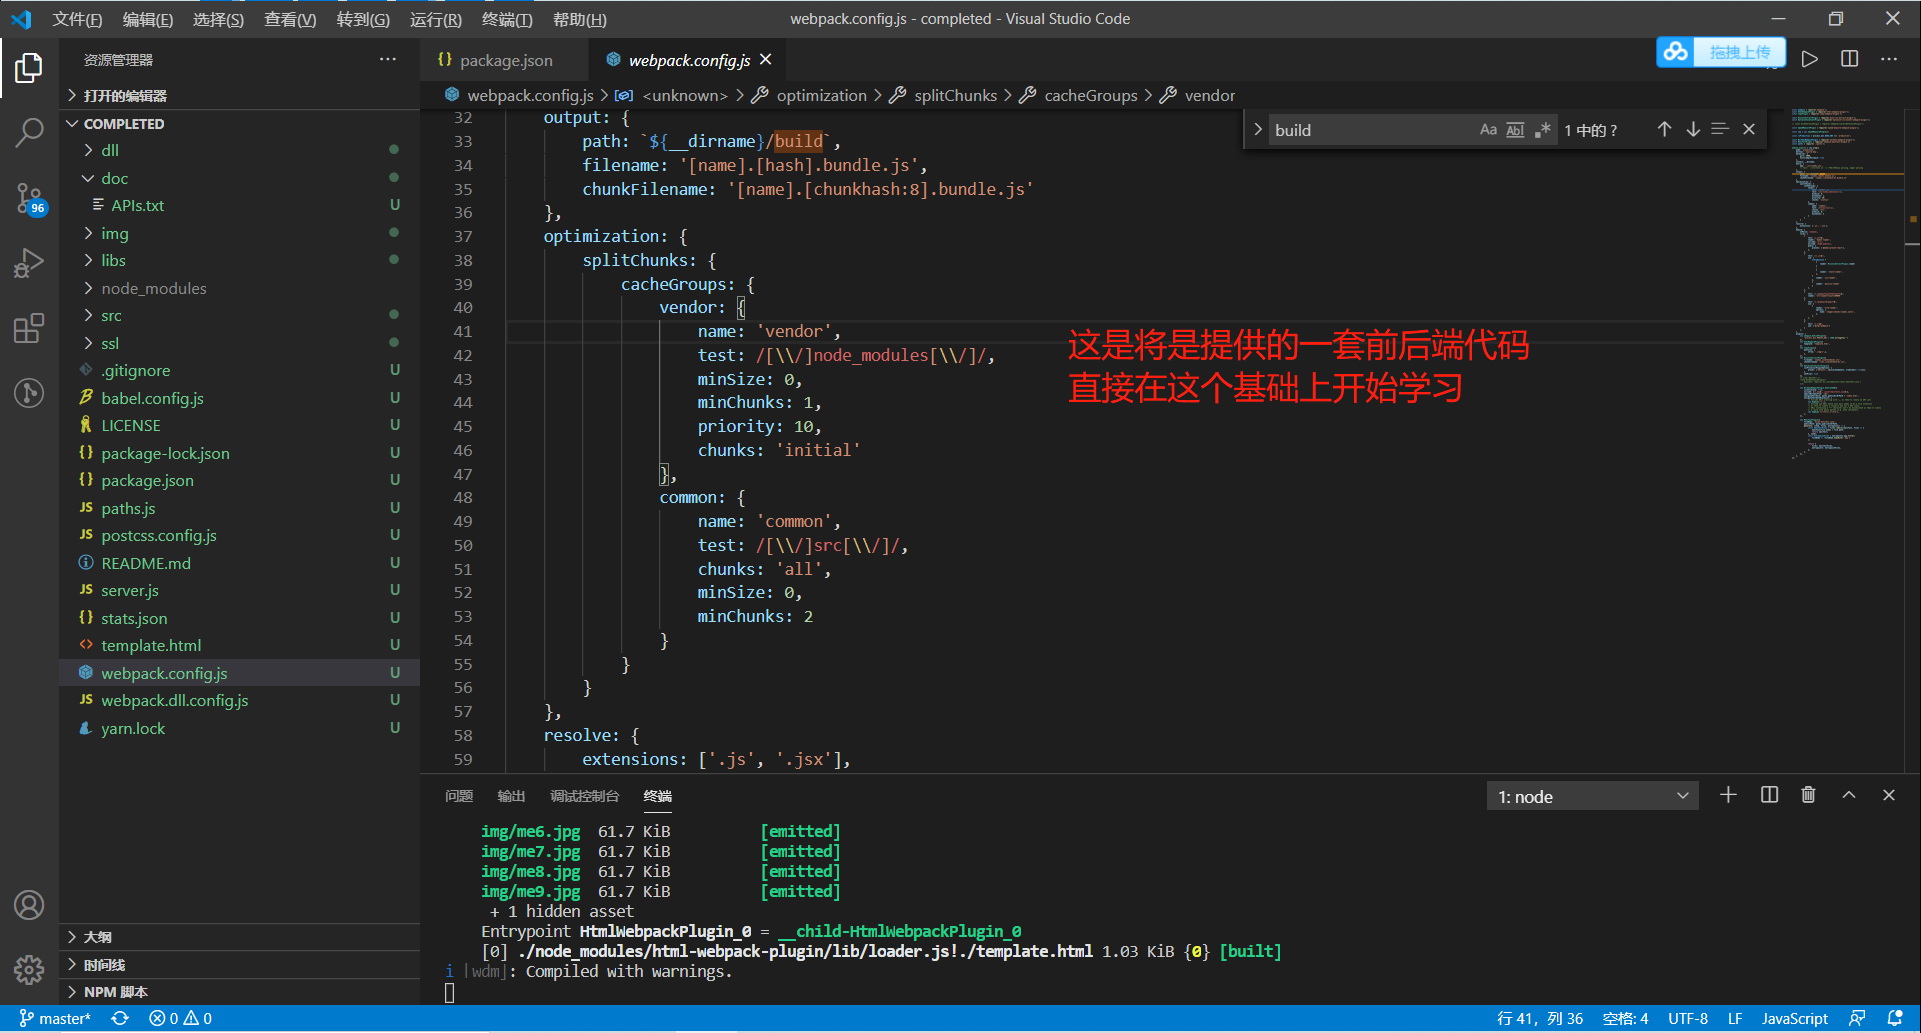 文件(F) 编辑(E) 选择(S) 查看(V) 转到(G) 运行(R) 终端(T) 帮助(H) webpack.config.js - completed - Visual Studio Code
资源管理器
打开的编辑器
COMPLETED
dll
doc
APIs.txt U
img
libs
node_modules
src
ssl
.gitignore U
babel.config.js U
LICENSE U
package-lock.json U
package.json U
paths.js U
postcss.config.js U
README.md U
server.js U
stats.json U
template.html U
webpack.config.js U
webpack.dll.config.js U
yarn.lock U
大纲
时间线
NPM 脚本
96
package.json webpack.config.js
拖拽上传
webpack.config.js > <unknown> > optimization > splitChunks > cacheGroups > vendor
build Aa Abl .* 1 中的 ?
32 output: {
33 path: `${__dirname}/build`,
34 filename: '[name].[hash].bundle.js',
35 chunkFilename: '[name].[chunkhash:8].bundle.js'
36 },
37 optimization: {
38 splitChunks: {
39 cacheGroups: {
40 vendor: {
41 name: 'vendor',
42 test: /[\\/]node_modules[\\/]/,
43 minSize: 0,
44 minChunks: 1,
45 priority: 10,
46 chunks: 'initial'
47 },
48 common: {
49 name: 'common',
50 test: /[\\/]src[\\/]/,
51 chunks: 'all',
52 minSize: 0,
53 minChunks: 2
54 }
55 }
56 }
57 },
58 resolve: {
59 extensions: ['.js', '.jsx'],
这是将是提供的一套前后端代码
直接在这个基础上开始学习
问题 输出 调试控制台 终端 1: node
img/me6.jpg 61.7 KiB [emitted]
img/me7.jpg 61.7 KiB [emitted]
img/me8.jpg 61.7 KiB [emitted]
img/me9.jpg 61.7 KiB [emitted]
+ 1 hidden asset
Entrypoint HtmlWebpackPlugin_0 = __child-HtmlWebpackPlugin_0
[0] ./node_modules/html-webpack-plugin/lib/loader.js!./template.html 1.03 KiB {0} [built]
i ｢wdm｣: Compiled with warnings.
master* 0 0 行 41，列 36 空格: 4 UTF-8 LF JavaScript